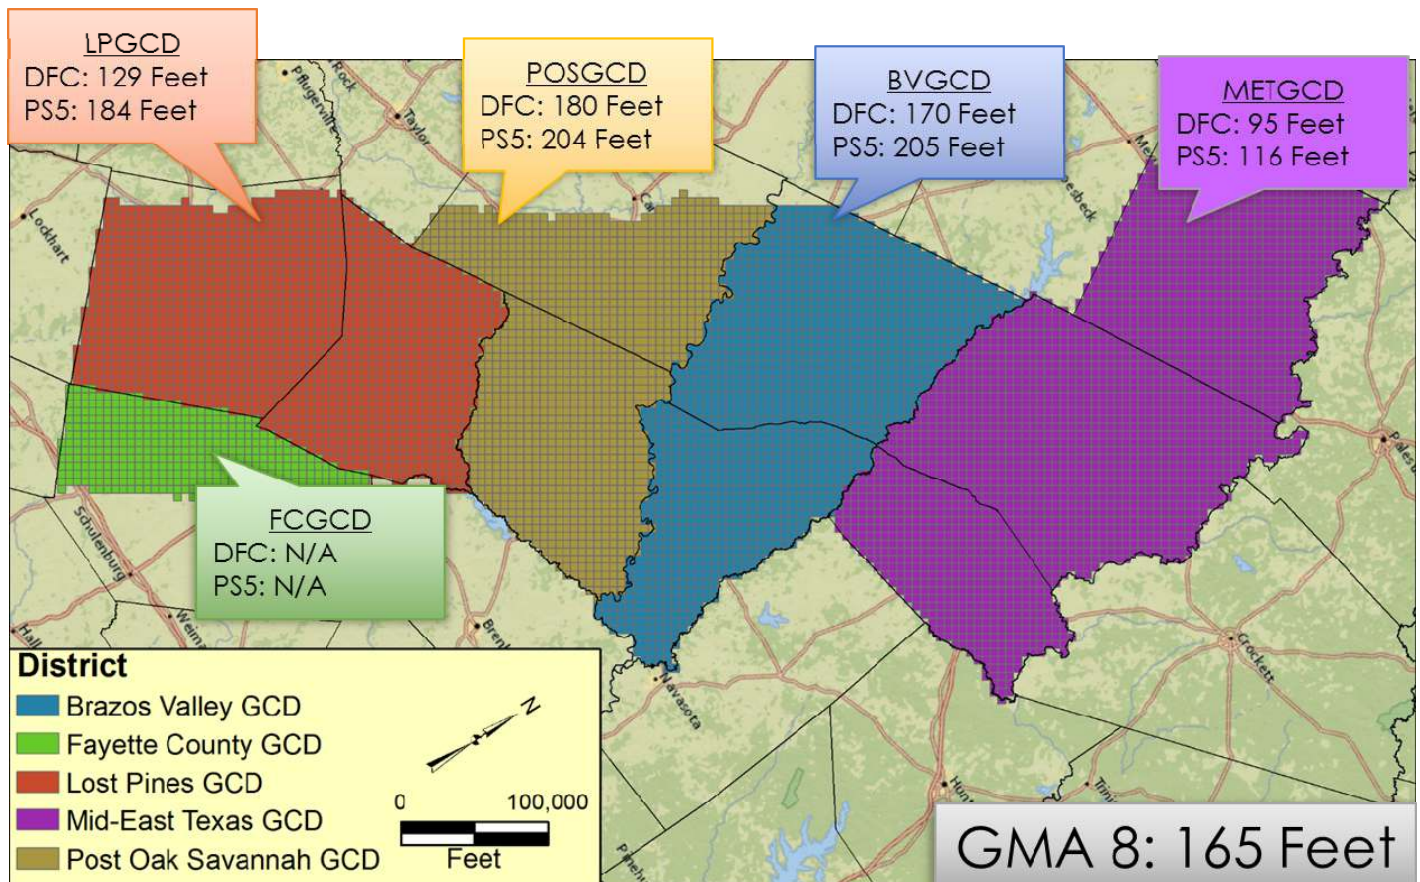 LPGCD
DFC: 129 Feet
PS5: 184 Feet
POSGCD
DFC: 180 Feet
PS5: 204 Feet
BVGCD
DFC: 170 Feet
PS5: 205 Feet
METGCD
DFC: 95 Feet
PS5: 116 Feet
Rock
Pflugerville
Taylor
Lockhart
FCGCD
DFC: N/A
PS5: N/A
Schulenburg
Navasota
Crockett
District
Brazos Valley GCD
Fayette County GCD
Lost Pines GCD
Mid-East Texas GCD
Post Oak Savannah GCD
N
0 100,000
Feet
GMA 8: 165 Feet